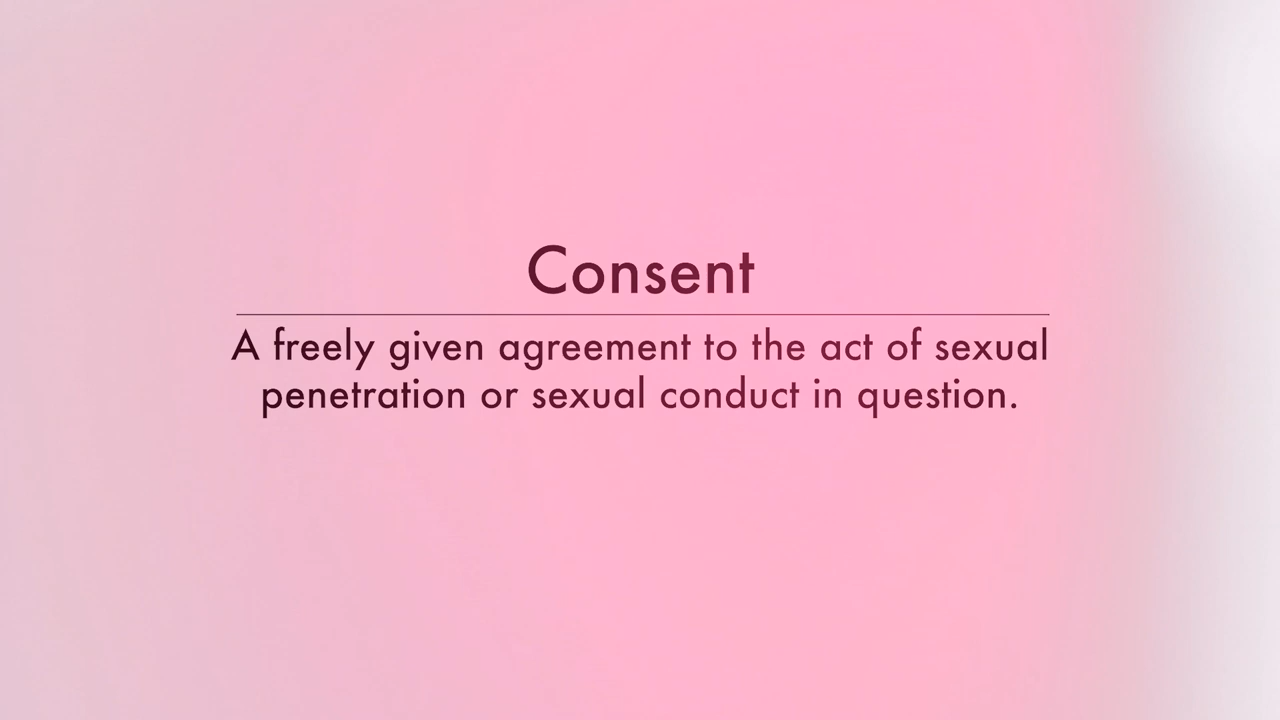 Consent
A freely given agreement to the act of sexual
penetration or sexual conduct in question.